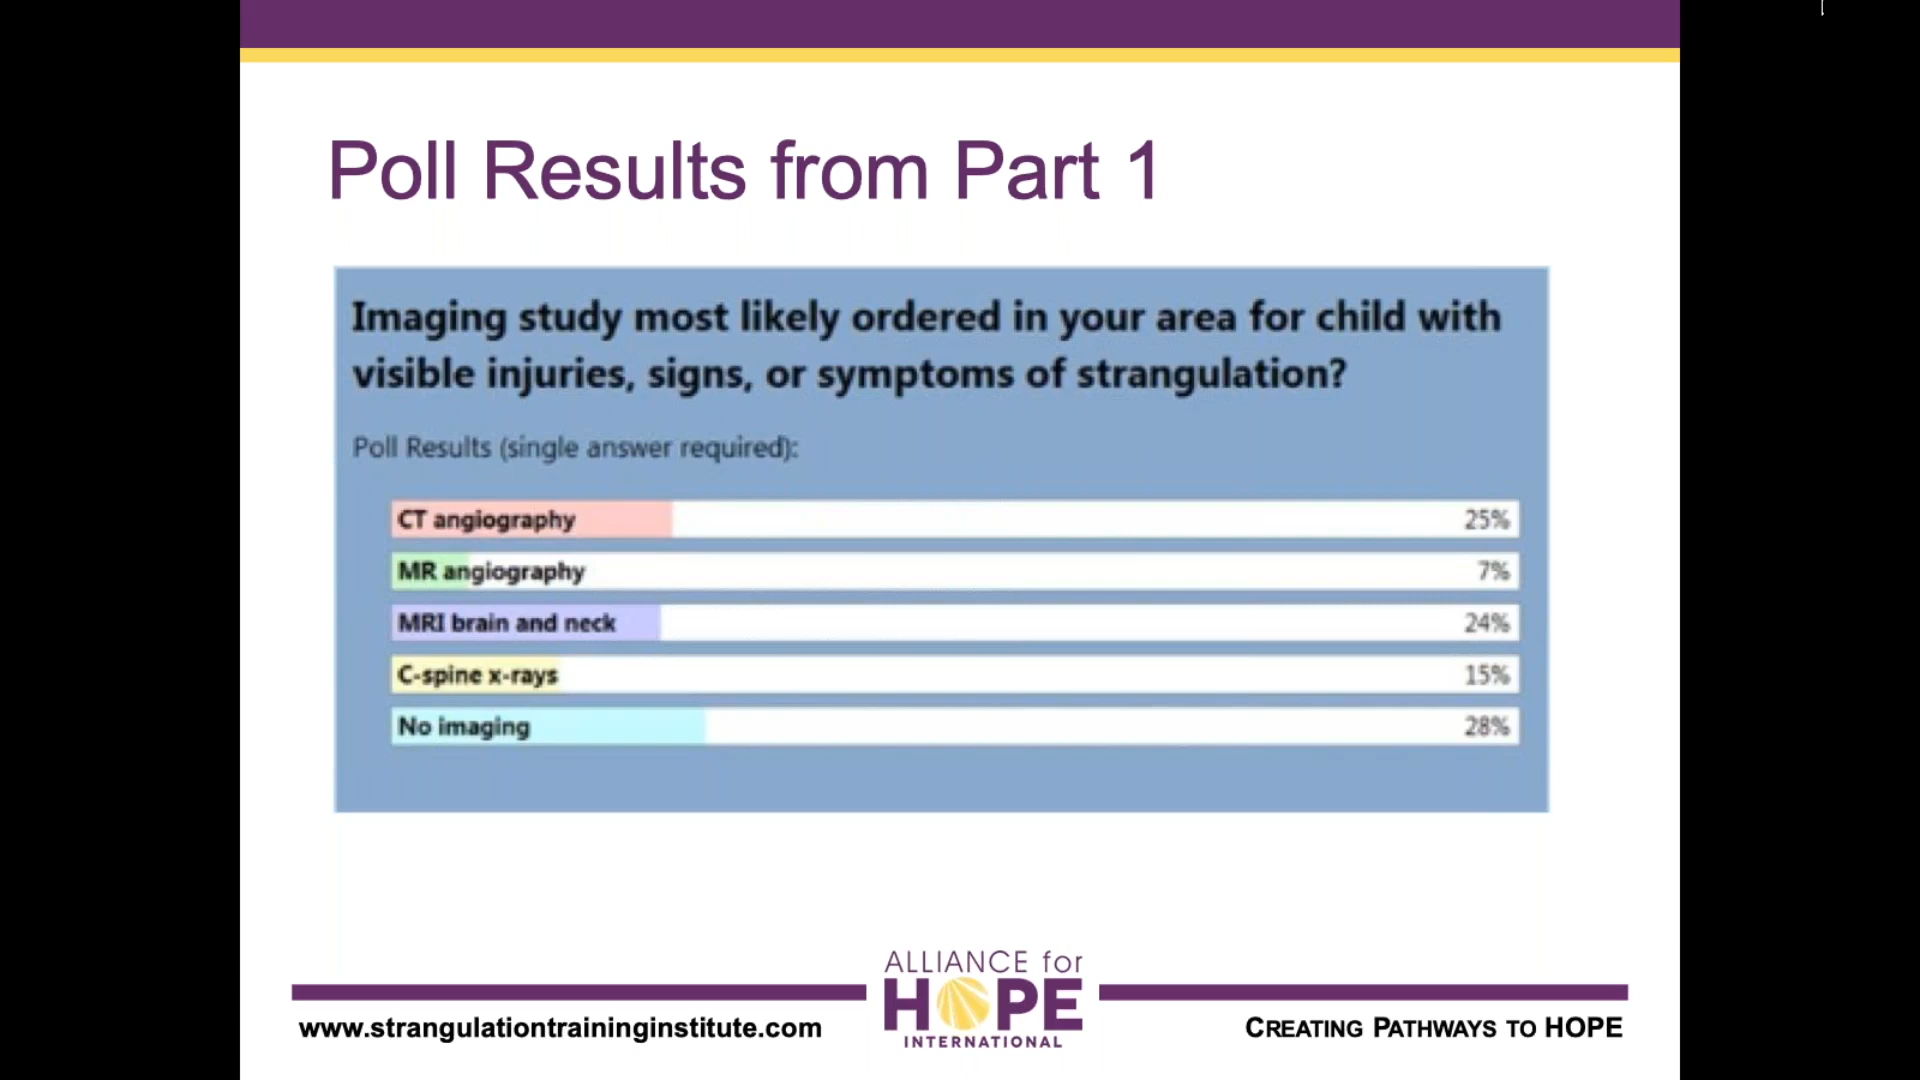 Poll Results from Part 1
Imaging study most likely ordered in your area for child with
visible injuries, signs, or symptoms of strangulation?
Poll Results (single answer required):
CT angiography 25%
MR angiography 7%
MRI brain and neck 24%
C-spine x-rays 15%
No imaging 28%
ALLIANCE for
HOPE
INTERNATIONAL
www.strangulationtraininginstitute.com
CREATING PATHWAYS TO HOPE